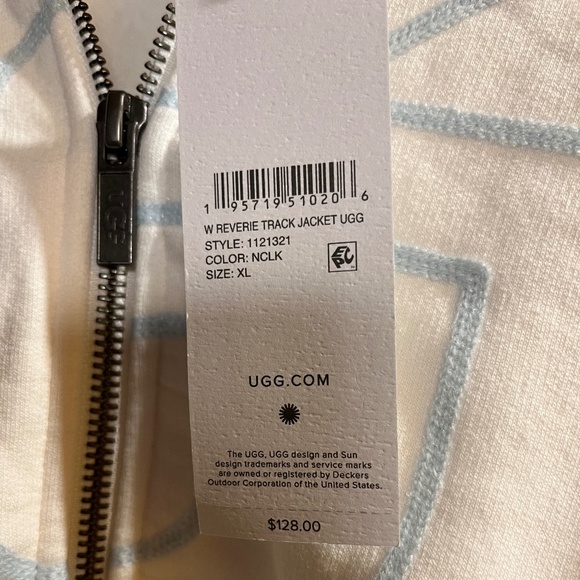 UGG
1 95719 51020 6
W REVERIE TRACK JACKET UGG
STYLE: 1121321
COLOR: NCLK
SIZE: XL
EPC
UGG.COM
The UGG, UGG design and Sun
design trademarks and service marks
are owned or registered by Deckers
Outdoor Corporation of the United States.
$128.00